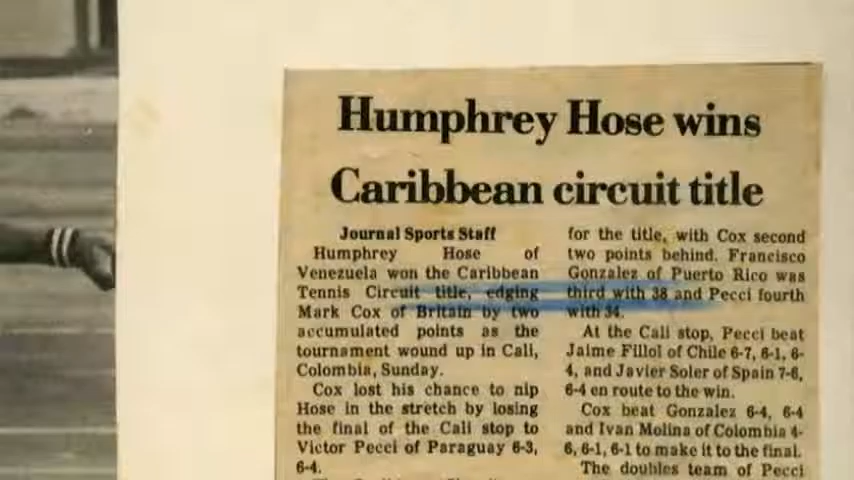 Humphrey Hose wins
Caribbean circuit title
Journal Sports Staff
Humphrey Hose of
Venezuela won the Caribbean
Tennis Circuit title, edging
Mark Cox of Britain by two
accumulated points as the
tournament wound up in Cali,
Colombia, Sunday.
Cox lost his chance to nip
Hose in the stretch by losing
the final of the Cali stop to
Victor Pecci of Paraguay 6-3,
6-4.
for the title, with Cox second
two points behind. Francisco
Gonzalez of Puerto Rico was
third with 38 and Pecci fourth
with 34.
At the Cali stop, Pecci beat
Jaime Fillol of Chile 6-7, 6-1, 6-
4, and Javier Soler of Spain 7-6,
6-4 en route to the win.
Cox beat Gonzalez 6-4, 6-4
and Ivan Molina of Colombia 4-
6, 6-1, 6-1 to make it to the final.
The doubles team of Pecci